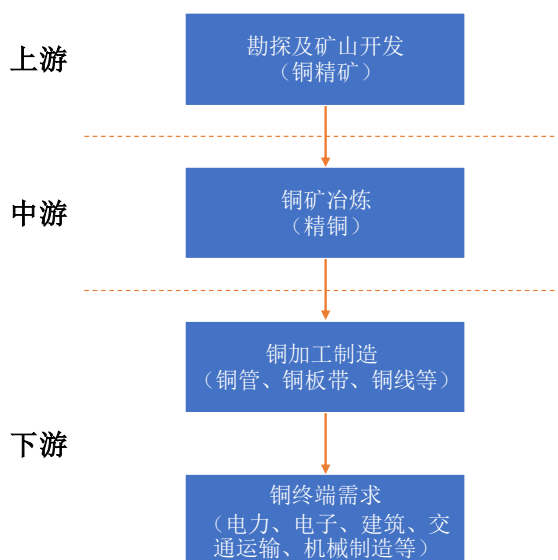 上游
勘探及矿山开发
（铜精矿）
中游
铜矿冶炼
（精铜）
铜加工制造
（铜管、铜板带、铜线等）
下游
铜终端需求
（电力、电子、建筑、交
通运输、机械制造等）